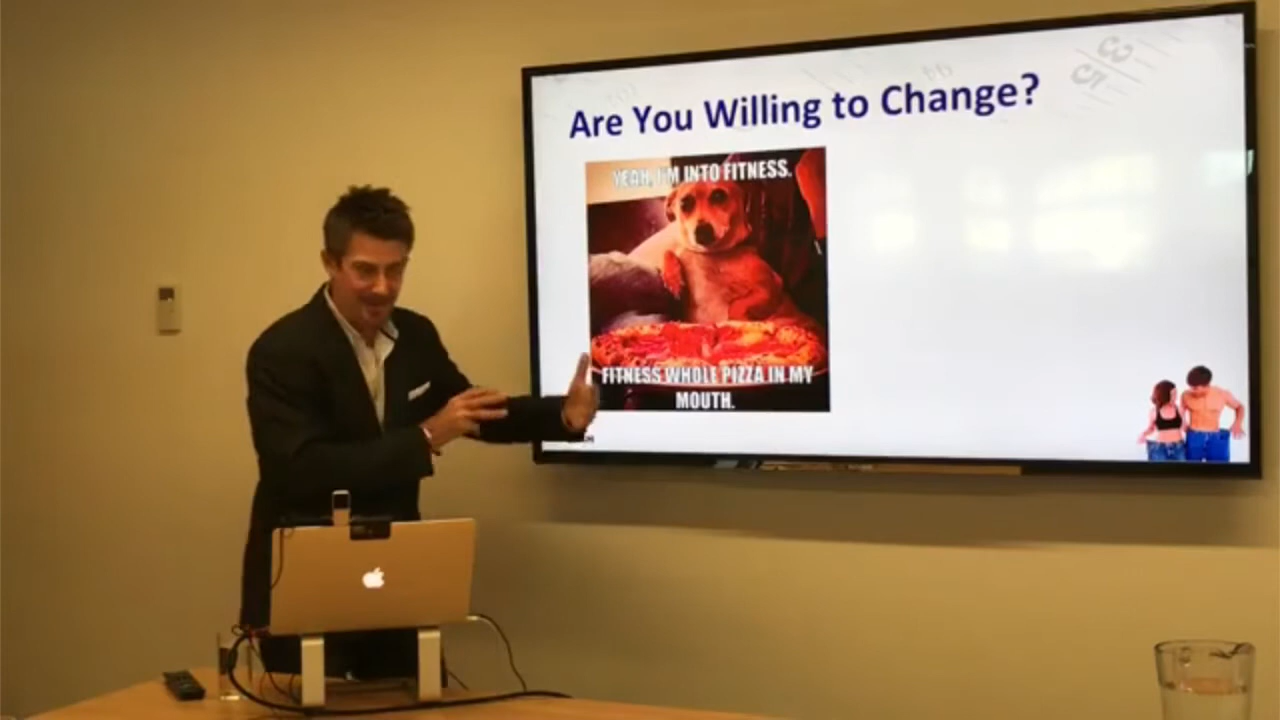 Are You Willing to Change?
YEAH, I'M INTO FITNESS.
FITNESS WHOLE PIZZA IN MY
MOUTH.